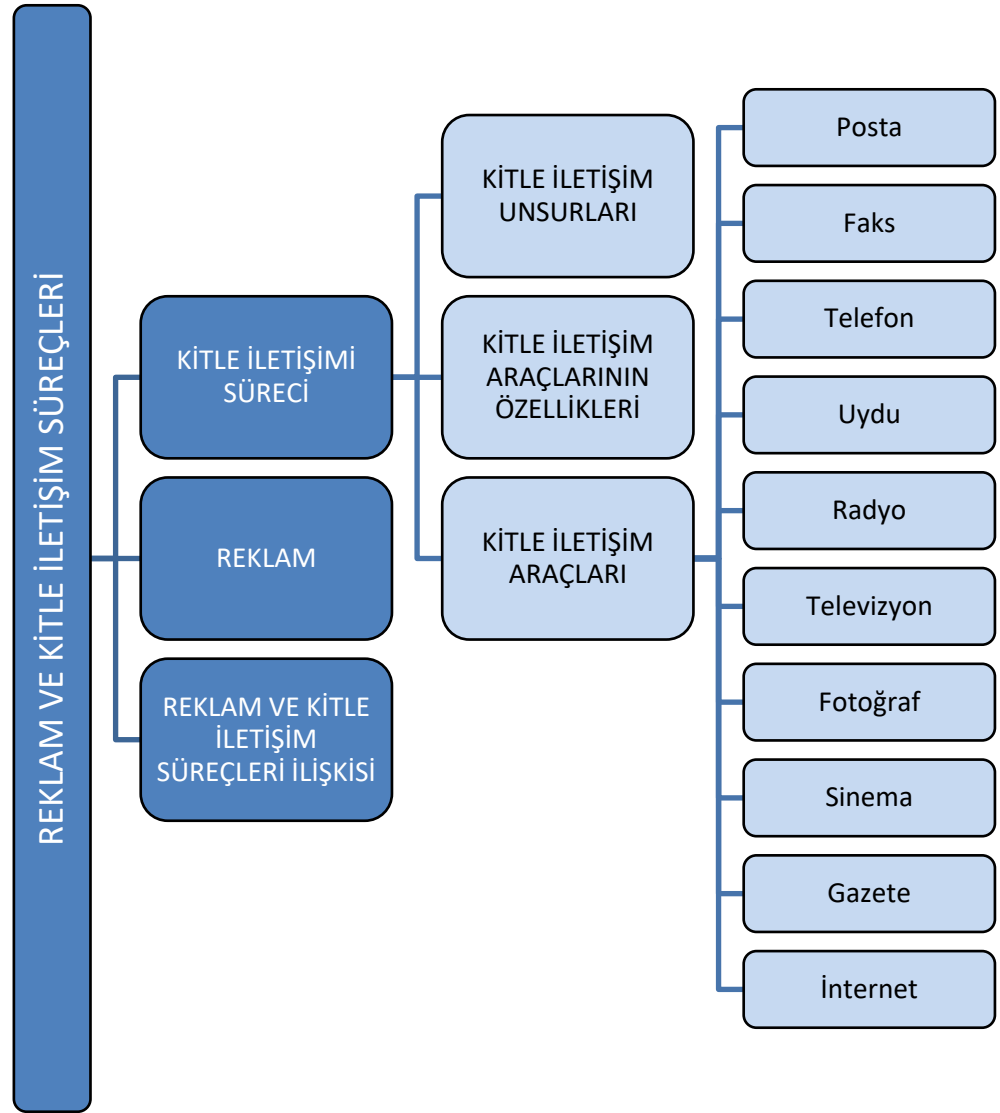 REKLAM VE KİTLE İLETİŞİM SÜREÇLERİ
KİTLE İLETİŞİMİ
SÜRECİ
REKLAM
REKLAM VE KİTLE
İLETİŞİM
SÜREÇLERİ İLİŞKİSİ
KİTLE İLETİŞİM
UNSURLARI
KİTLE İLETİŞİM
ARAÇLARININ
ÖZELLİKLERİ
KİTLE İLETİŞİM
ARAÇLARI
Posta
Faks
Telefon
Uydu
Radyo
Televizyon
Fotoğraf
Sinema
Gazete
İnternet